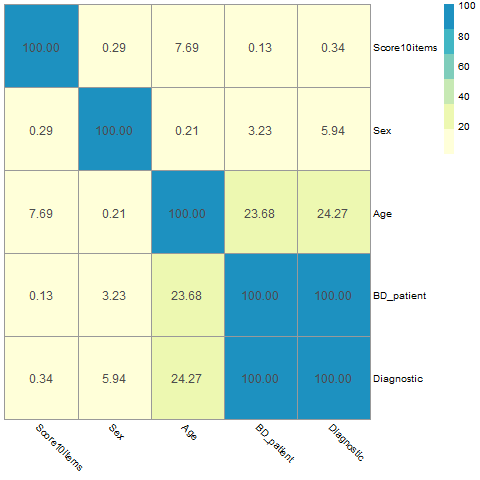 100
100.00 0.29 7.69 0.13 0.34 Score10items
80
60
40
0.29 100.00 0.21 3.23 5.94 Sex
20
7.69 0.21 100.00 23.68 24.27 Age
0.13 3.23 23.68 100.00 100.00 BD_patient
0.34 5.94 24.27 100.00 100.00 Diagnostic
Score10items Sex Age BD_patient Diagnostic